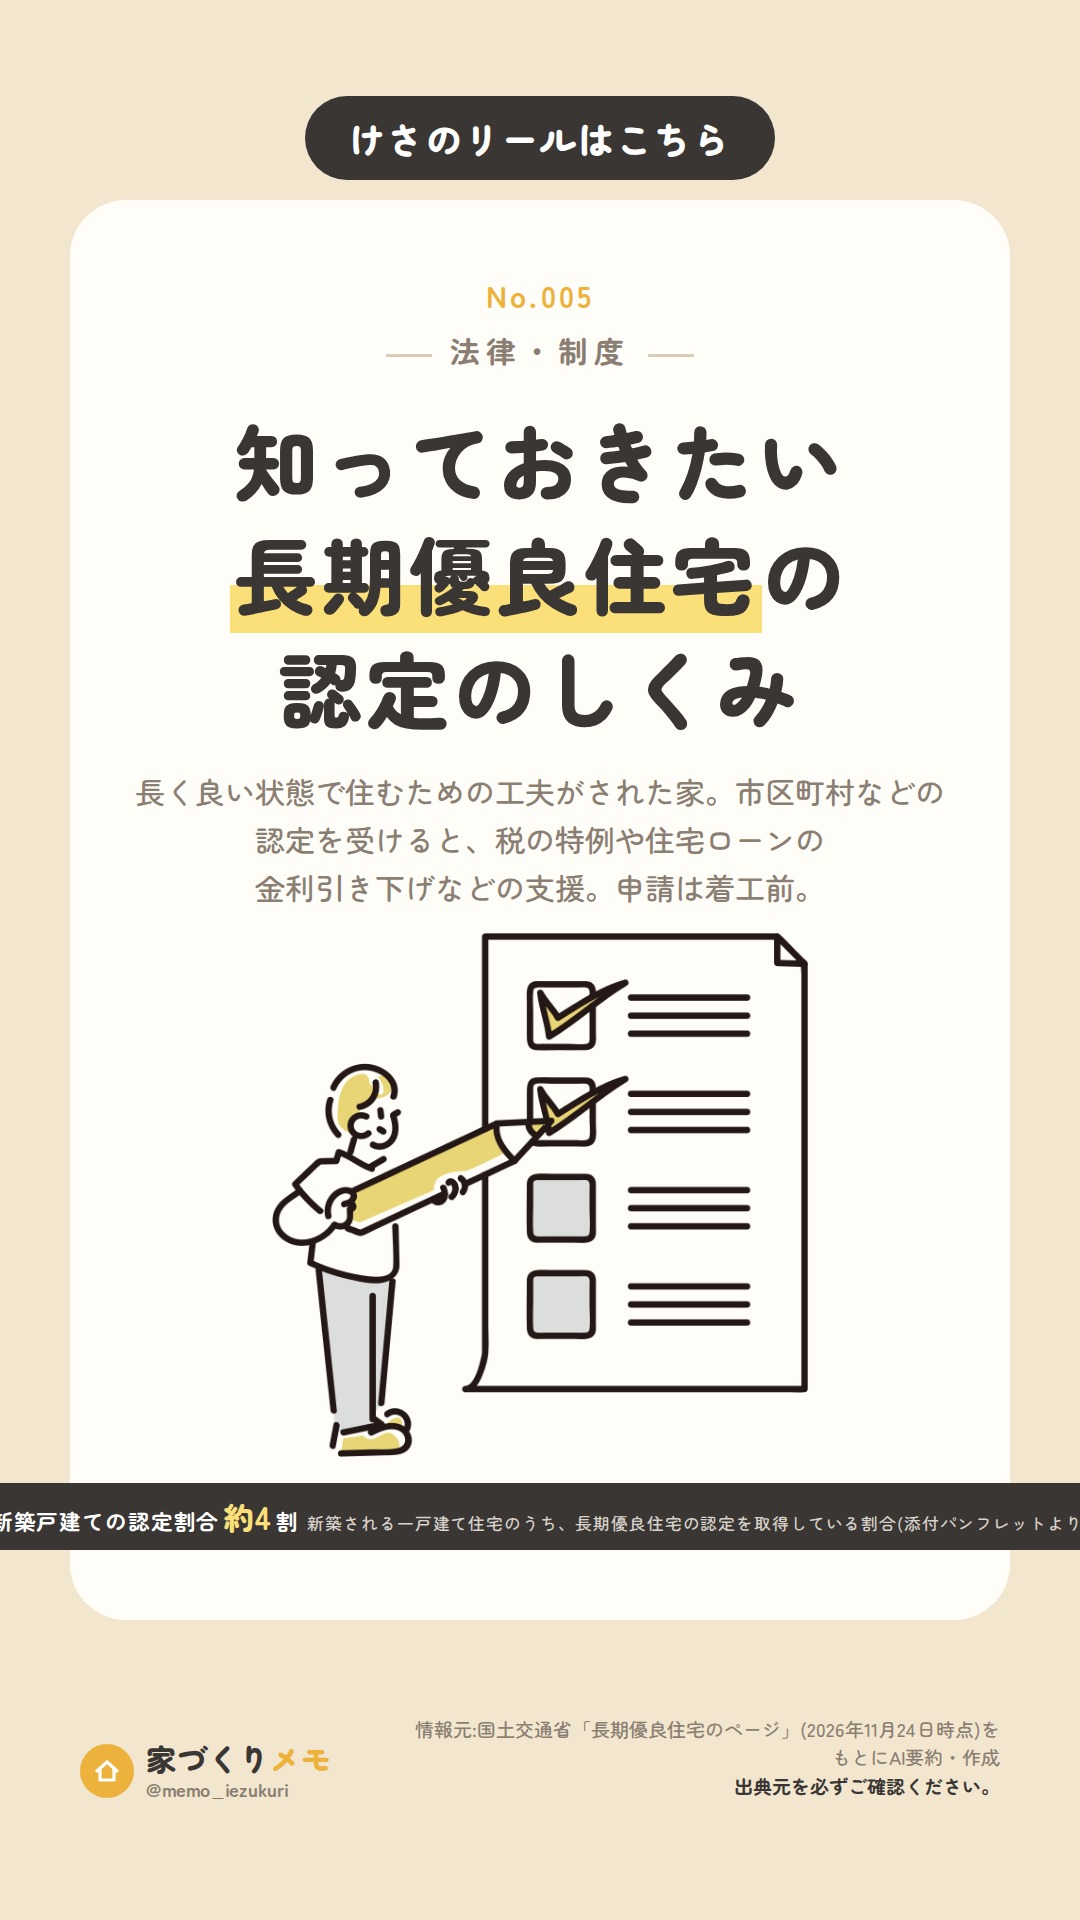 けさのリールはこちら
No.005
法律・制度
知っておきたい
長期優良住宅の
認定のしくみ
長く良い状態で住むための工夫がされた家。市区町村などの
認定を受けると、税の特例や住宅ローンの
金利引き下げなどの支援。申請は着工前。
新築戸建ての認定割合 約4割 新築される一戸建て住宅のうち、長期優良住宅の認定を取得している割合(添付パンフレットより
情報元:国土交通省「長期優良住宅のページ」(2026年11月24日時点)を
もとにAI要約・作成
出典元を必ずご確認ください。
家づくりメモ
@memo_iezukuri